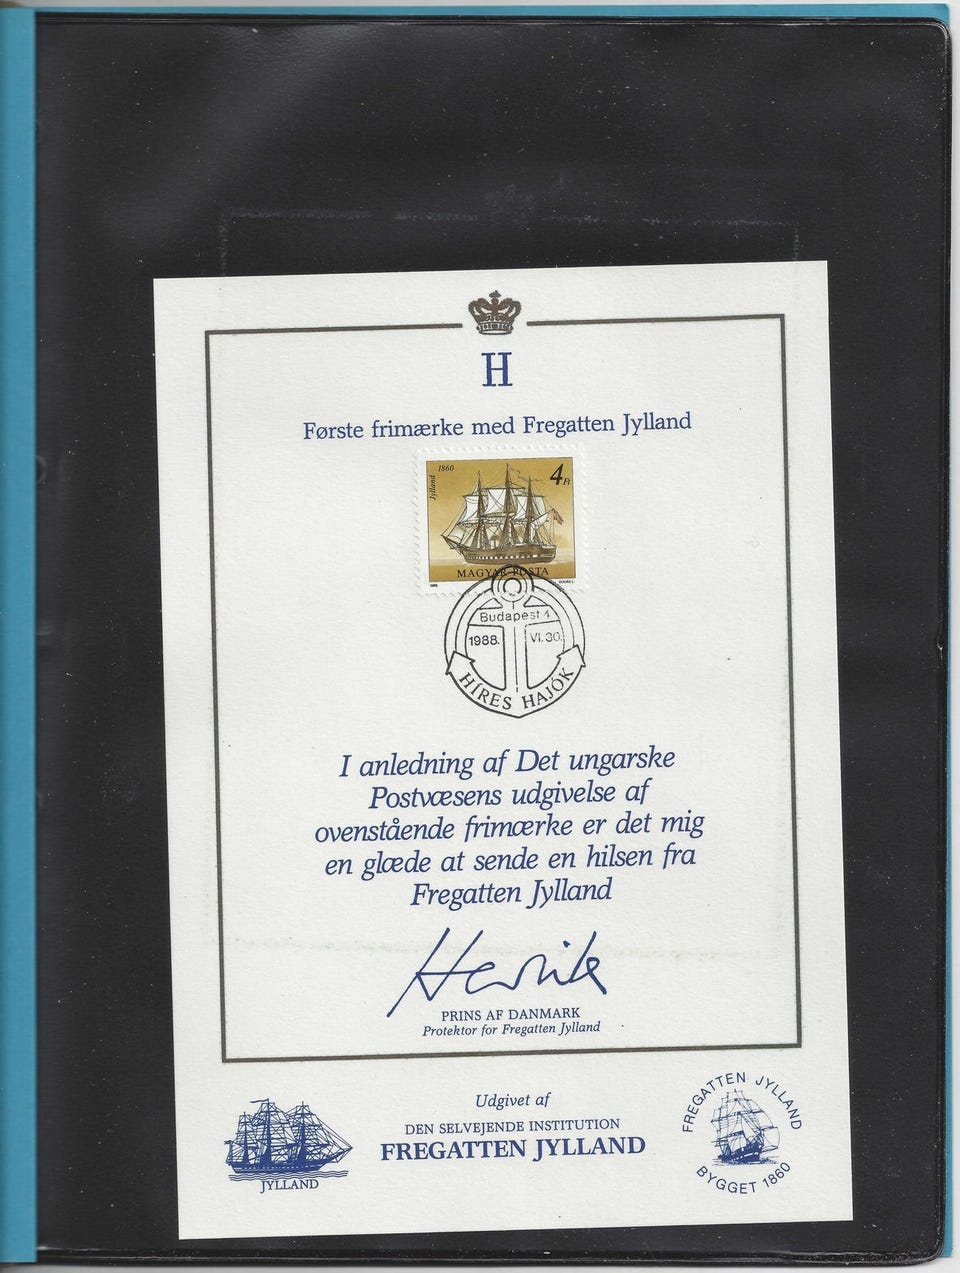 H
Første frimærke med Fregatten Jylland
1860
Jylland
4Ft
MAGYAR POSTA
Budapest 4
1988. VI.30.
HÍRES HAJÓK
I anledning af Det ungarske
Postvæsens udgivelse af
ovenstående frimærke er det mig
en glæde at sende en hilsen fra
Fregatten Jylland
Henrik
PRINS AF DANMARK
Protektor for Fregatten Jylland
Udgivet af
DEN SELVEJENDE INSTITUTION
FREGATTEN JYLLAND
JYLLAND
FREGATTEN JYLLAND
BYGGET 1860